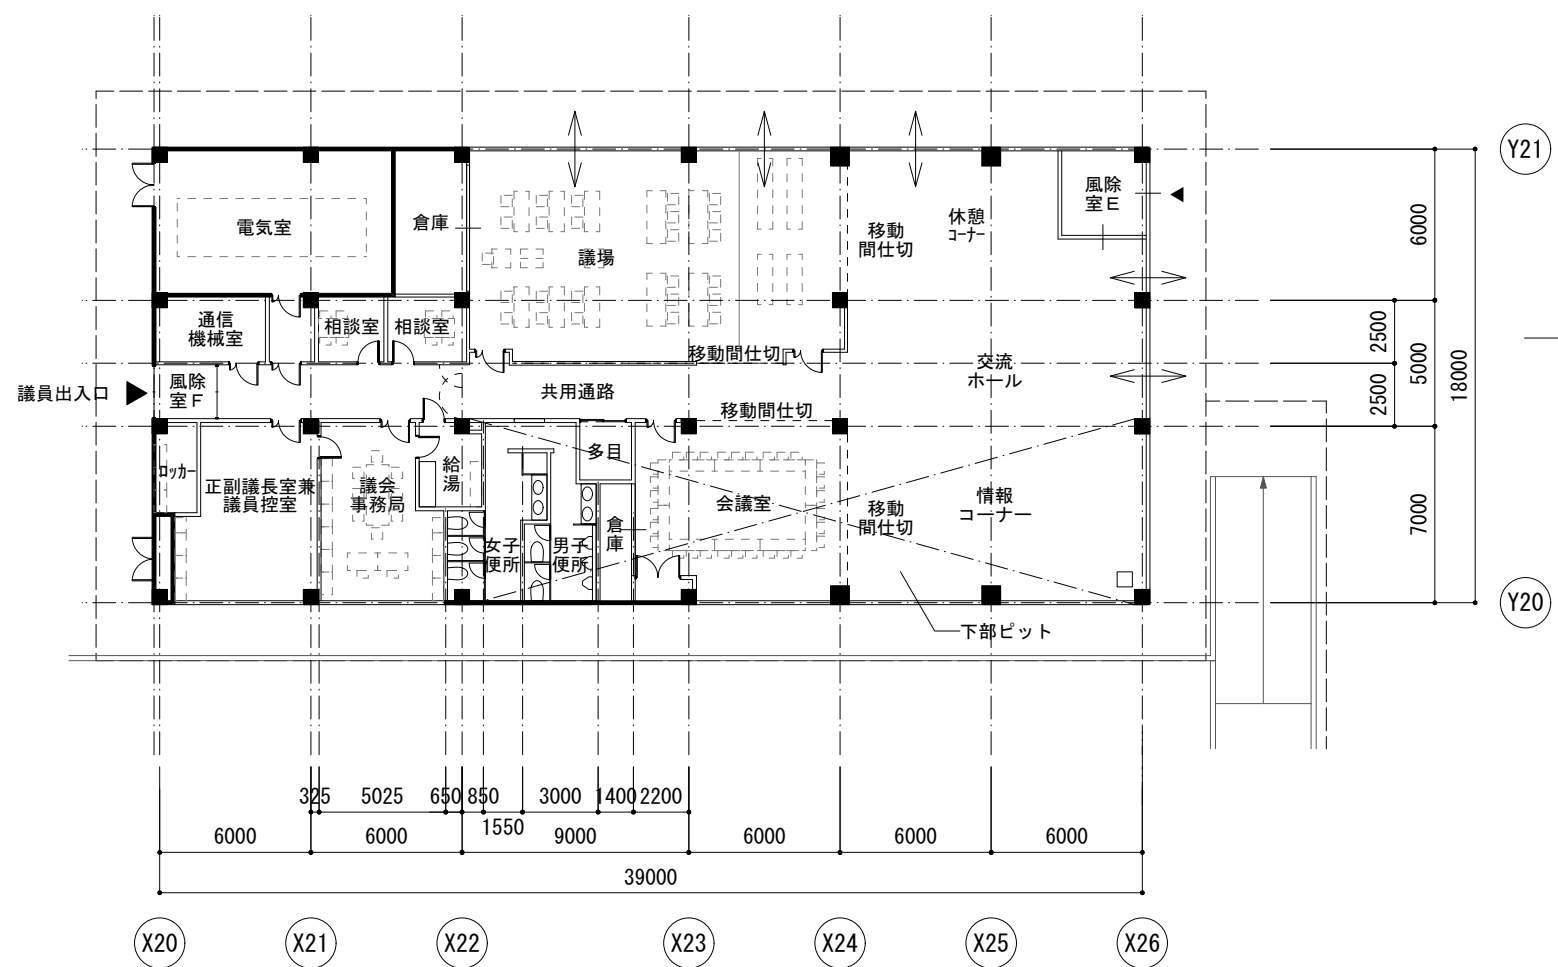 Y21
風除
室E
電気室
倉庫
議場
移動
間仕切
休憩
コーナー
6000
通信
機械室
相談室
相談室
移動間仕切
交流
ホール
2500
5000
18000
2500
議員出入口
風除
室F
共用通路
移動間仕切
ロッカー
正副議長室兼
議員控室
議会
事務局
給
湯
多目
会議室
移動
間仕切
情報
コーナー
7000
女子
便所
男子
便所
倉
庫
下部ピット
Y20
325
5025
650
850
1550
3000
1400
2200
6000
6000
9000
6000
6000
6000
39000
X20
X21
X22
X23
X24
X25
X26